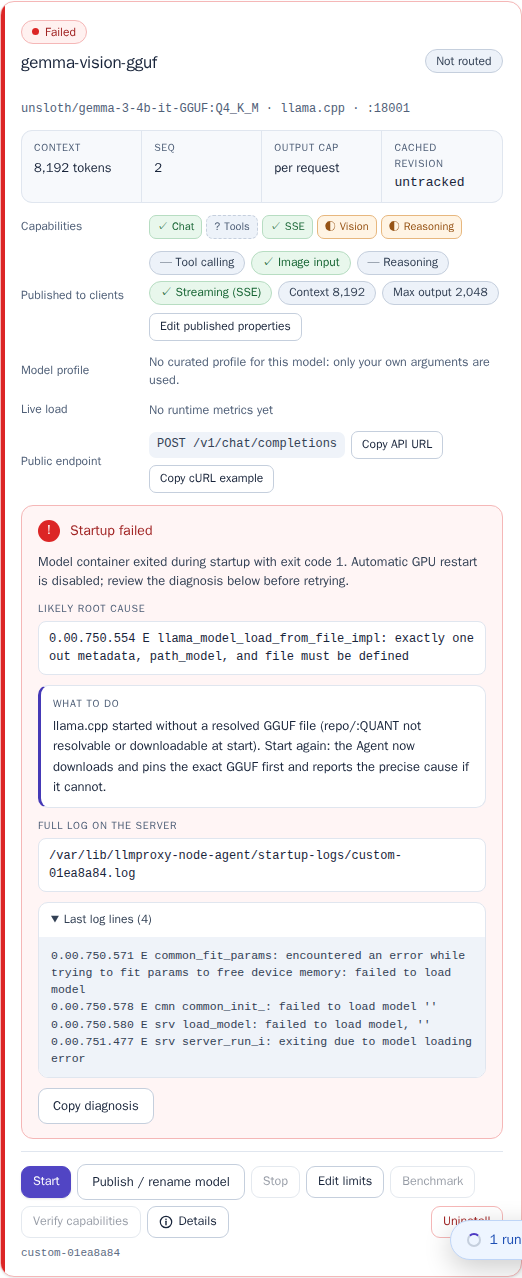 Failed
gemma-vision-gguf
Not routed
unsloth/gemma-3-4b-it-GGUF:Q4_K_M · llama.cpp · :18001
CONTEXT
8,192 tokens
SEQ
2
OUTPUT CAP
per request
CACHED
REVISION
untracked
Capabilities
✓ Chat ? Tools ✓ SSE Vision Reasoning
— Tool calling ✓ Image input — Reasoning
Published to clients
✓ Streaming (SSE) Context 8,192 Max output 2,048
Edit published properties
Model profile
No curated profile for this model: only your own arguments are
used.
Live load
No runtime metrics yet
Public endpoint
POST /v1/chat/completions Copy API URL
Copy cURL example
! Startup failed
Model container exited during startup with exit code 1. Automatic GPU restart
is disabled; review the diagnosis below before retrying.
LIKELY ROOT CAUSE
0.00.750.554 E llama_model_load_from_file_impl: exactly one
out metadata, path_model, and file must be defined
WHAT TO DO
llama.cpp started without a resolved GGUF file (repo/:QUANT not
resolvable or downloadable at start). Start again: the Agent now
downloads and pins the exact GGUF first and reports the precise cause if
it cannot.
FULL LOG ON THE SERVER
/var/lib/llmproxy-node-agent/startup-logs/custom-
01ea8a84.log
▼ Last log lines (4)
0.00.750.571 E common_fit_params: encountered an error while
trying to fit params to free device memory: failed to load
model
0.00.750.578 E cmn common_init_: failed to load model ''
0.00.750.580 E srv load_model: failed to load model, ''
0.00.751.477 E srv server_run_i: exiting due to model loading
error
Copy diagnosis
Start Publish / rename model Stop Edit limits Benchmark
Verify capabilities Details Uninstall
1 run
custom-01ea8a84